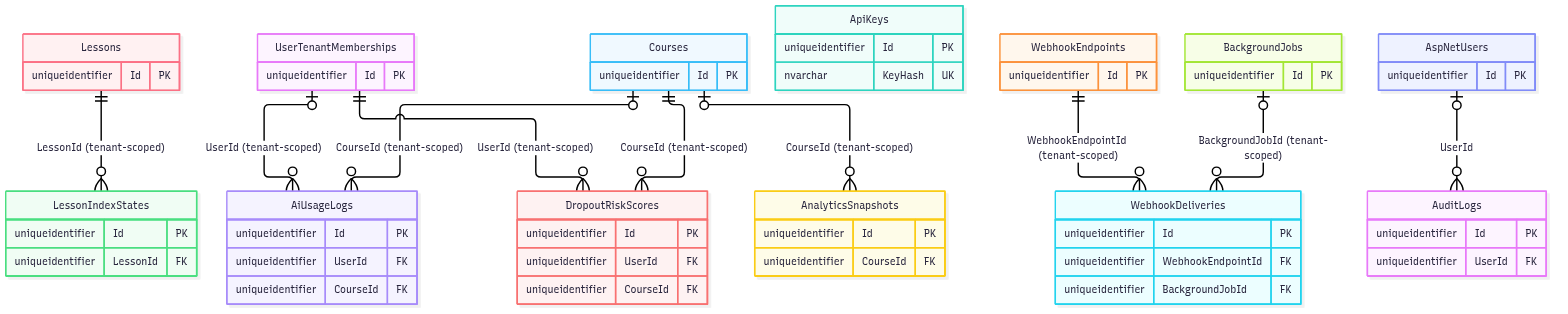 ApiKeys
uniqueidentifier Id PK
nvarchar KeyHash UK
Lessons
uniqueidentifier Id PK
UserTenantMemberships
uniqueidentifier Id PK
Courses
uniqueidentifier Id PK
WebhookEndpoints
uniqueidentifier Id PK
BackgroundJobs
uniqueidentifier Id PK
AspNetUsers
uniqueidentifier Id PK
LessonId (tenant-scoped)
UserId (tenant-scoped)
CourseId (tenant-scoped)
UserId (tenant-scoped)
CourseId (tenant-scoped)
CourseId (tenant-scoped)
WebhookEndpointId
(tenant-scoped)
BackgroundJobId (tenant-
scoped)
UserId
LessonIndexStates
uniqueidentifier Id PK
uniqueidentifier LessonId FK
AiUsageLogs
uniqueidentifier Id PK
uniqueidentifier UserId FK
uniqueidentifier CourseId FK
DropoutRiskScores
uniqueidentifier Id PK
uniqueidentifier UserId FK
uniqueidentifier CourseId FK
AnalyticsSnapshots
uniqueidentifier Id PK
uniqueidentifier CourseId FK
WebhookDeliveries
uniqueidentifier Id PK
uniqueidentifier WebhookEndpointId FK
uniqueidentifier BackgroundJobId FK
AuditLogs
uniqueidentifier Id PK
uniqueidentifier UserId FK